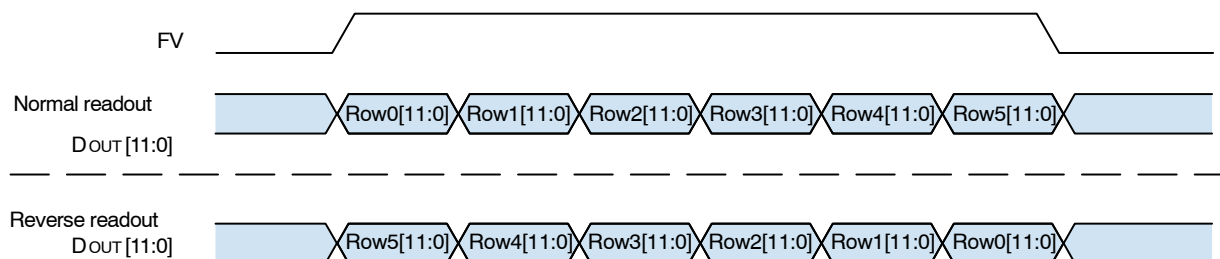 FV
Normal readout
Row0[11:0] Row1[11:0] Row2[11:0] Row3[11:0] Row4[11:0] Row5[11:0]
DOUT [11:0]
Reverse readout
DOUT [11:0]
Row5[11:0] Row4[11:0] Row3[11:0] Row2[11:0] Row1[11:0] Row0[11:0]